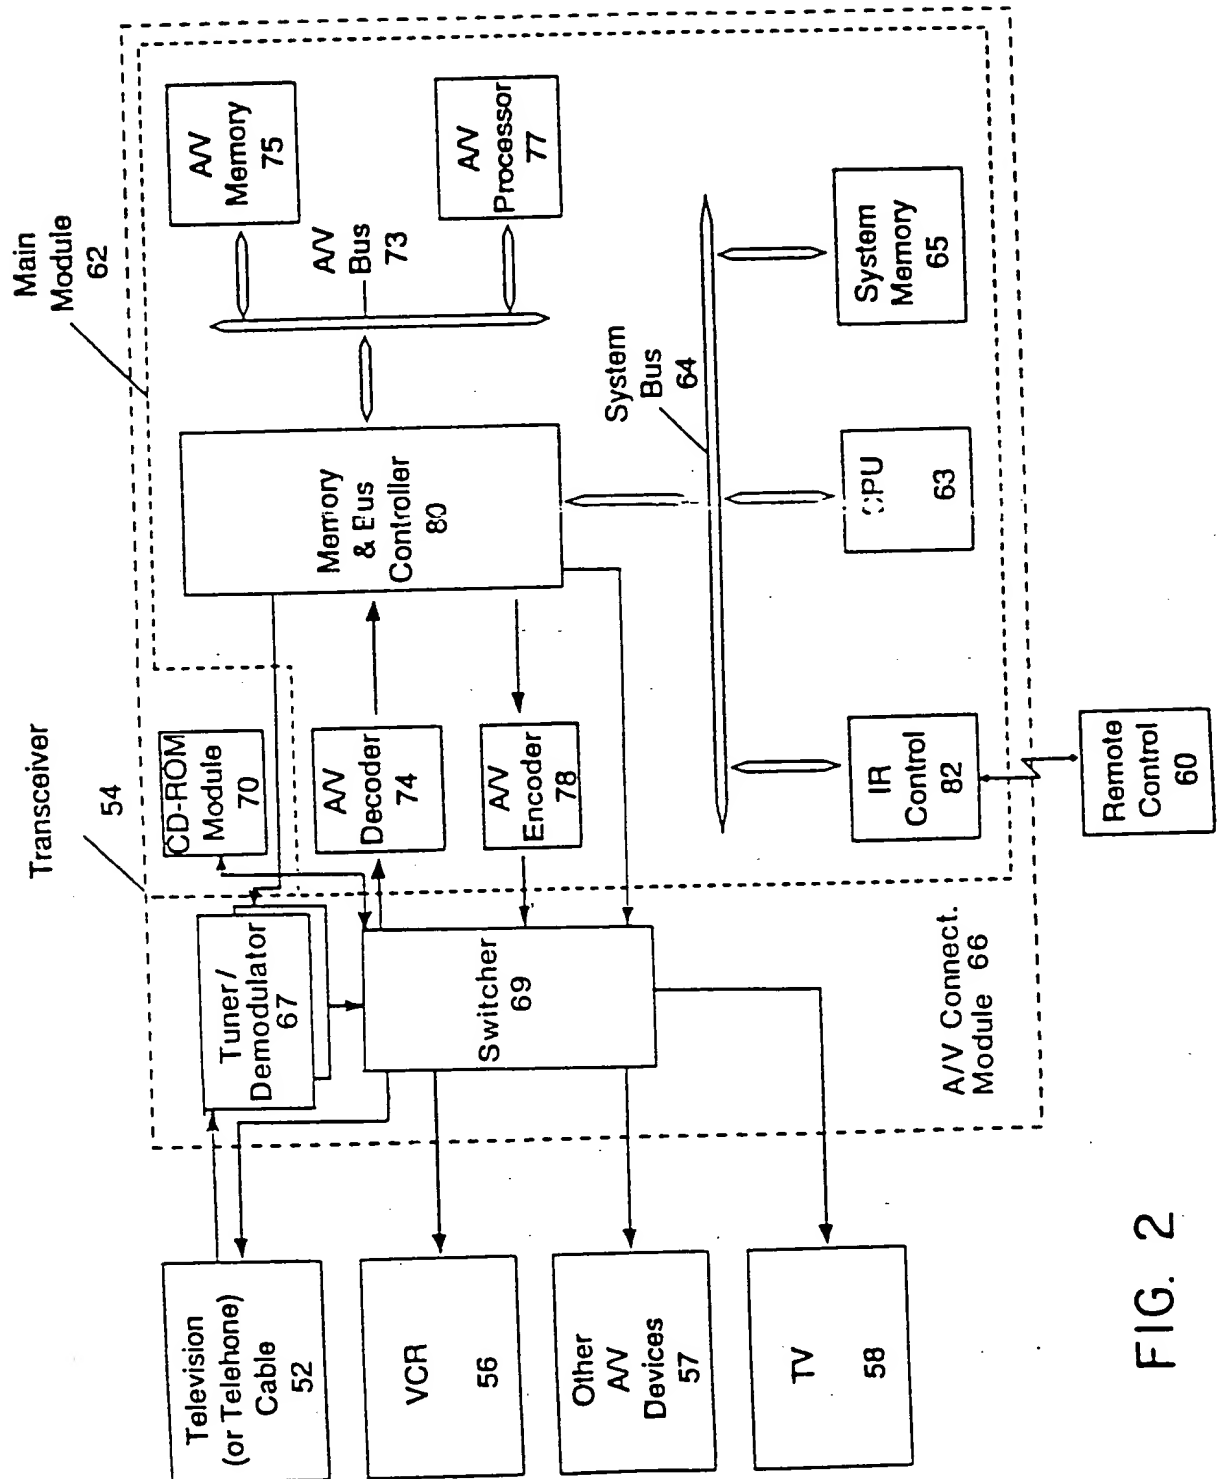 Main
Module
62
Transceiver
54
A/V
Memory
75
A/V
Processor
77
A/V
Bus
73
Memory
& Bus
Controller
80
System
Bus
64
System
Memory
65
CPU
63
IR
Control
82
Remote
Control
60
CD-ROM
Module
70
A/V
Decoder
74
A/V
Encoder
78
Tuner/
Demodulator
67
Switcher
69
A/V Connect.
Module 66
Television
(or Telehone)
Cable
52
VCR
56
Other
A/V
Devices
57
TV
58
FIG. 2